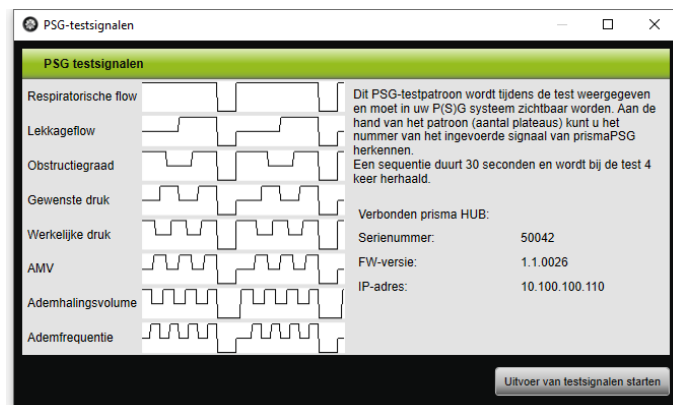 PSG-testsignalen
PSG testsignalen
Respiratorische flow
Lekkageflow
Obstructiegraad
Gewenste druk
Werkelijke druk
AMV
Ademhalingsvolume
Ademfrequentie
Dit PSG-testpatroon wordt tijdens de test weergegeven
en moet in uw P(S)G systeem zichtbaar worden. Aan de
hand van het patroon (aantal plateaus) kunt u het
nummer van het ingevoerde signaal van prismaPSG
herkennen.
Een sequentie duurt 30 seconden en wordt bij de test 4
keer herhaald.
Verbonden prisma HUB:
Serienummer: 50042
FW-versie: 1.1.0026
IP-adres: 10.100.100.110
Uitvoer van testsignalen starten